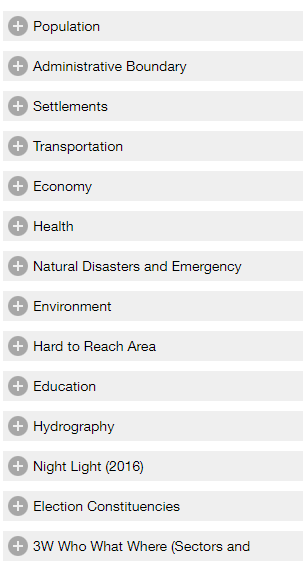 Population
Administrative Boundary
Settlements
Transportation
Economy
Health
Natural Disasters and Emergency
Environment
Hard to Reach Area
Education
Hydrography
Night Light (2016)
Election Constituencies
3W Who What Where (Sectors and